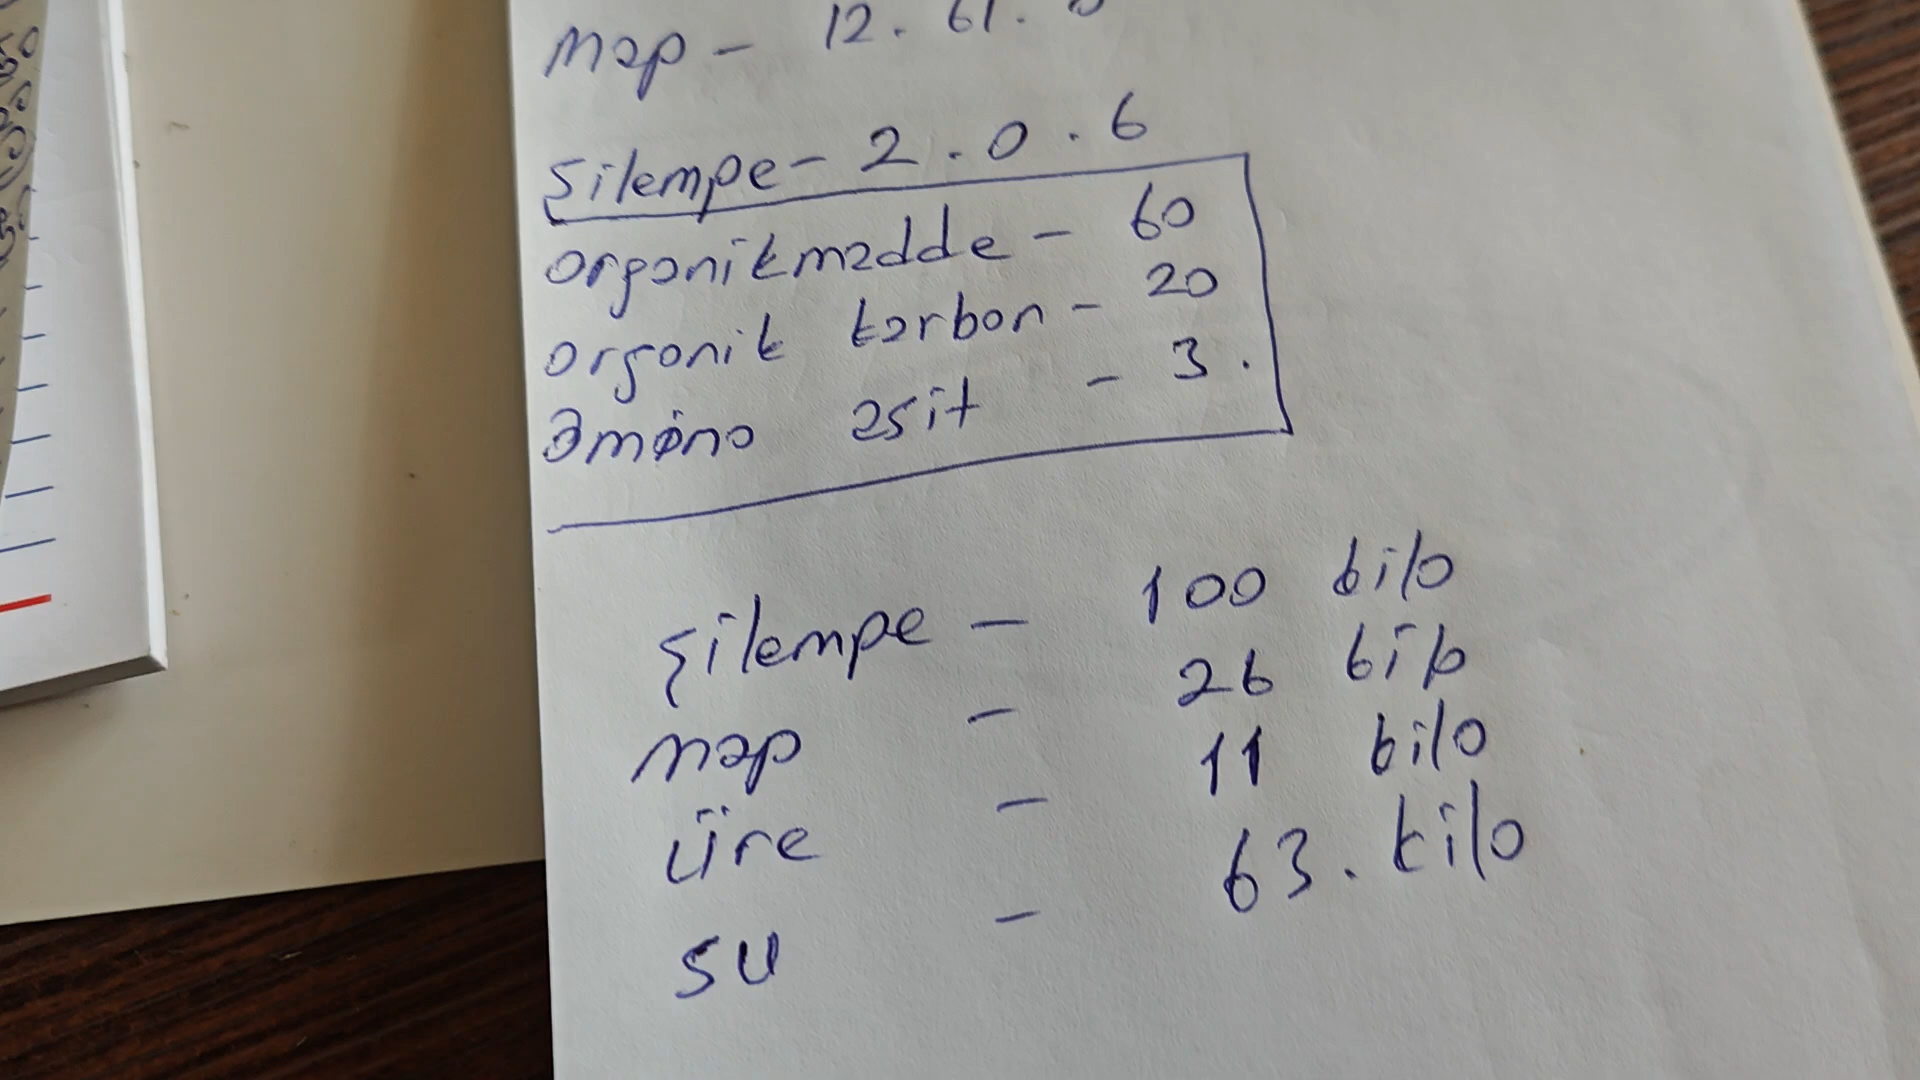 Map - 12. 61.
Şilempe - 2.0.6
organikmadde - 60
organik karbon - 20
Amino asit - 3.
Şilempe - 100 kilo
Map - 26 kilo
Üre - 11 kilo
Su - 63. kilo